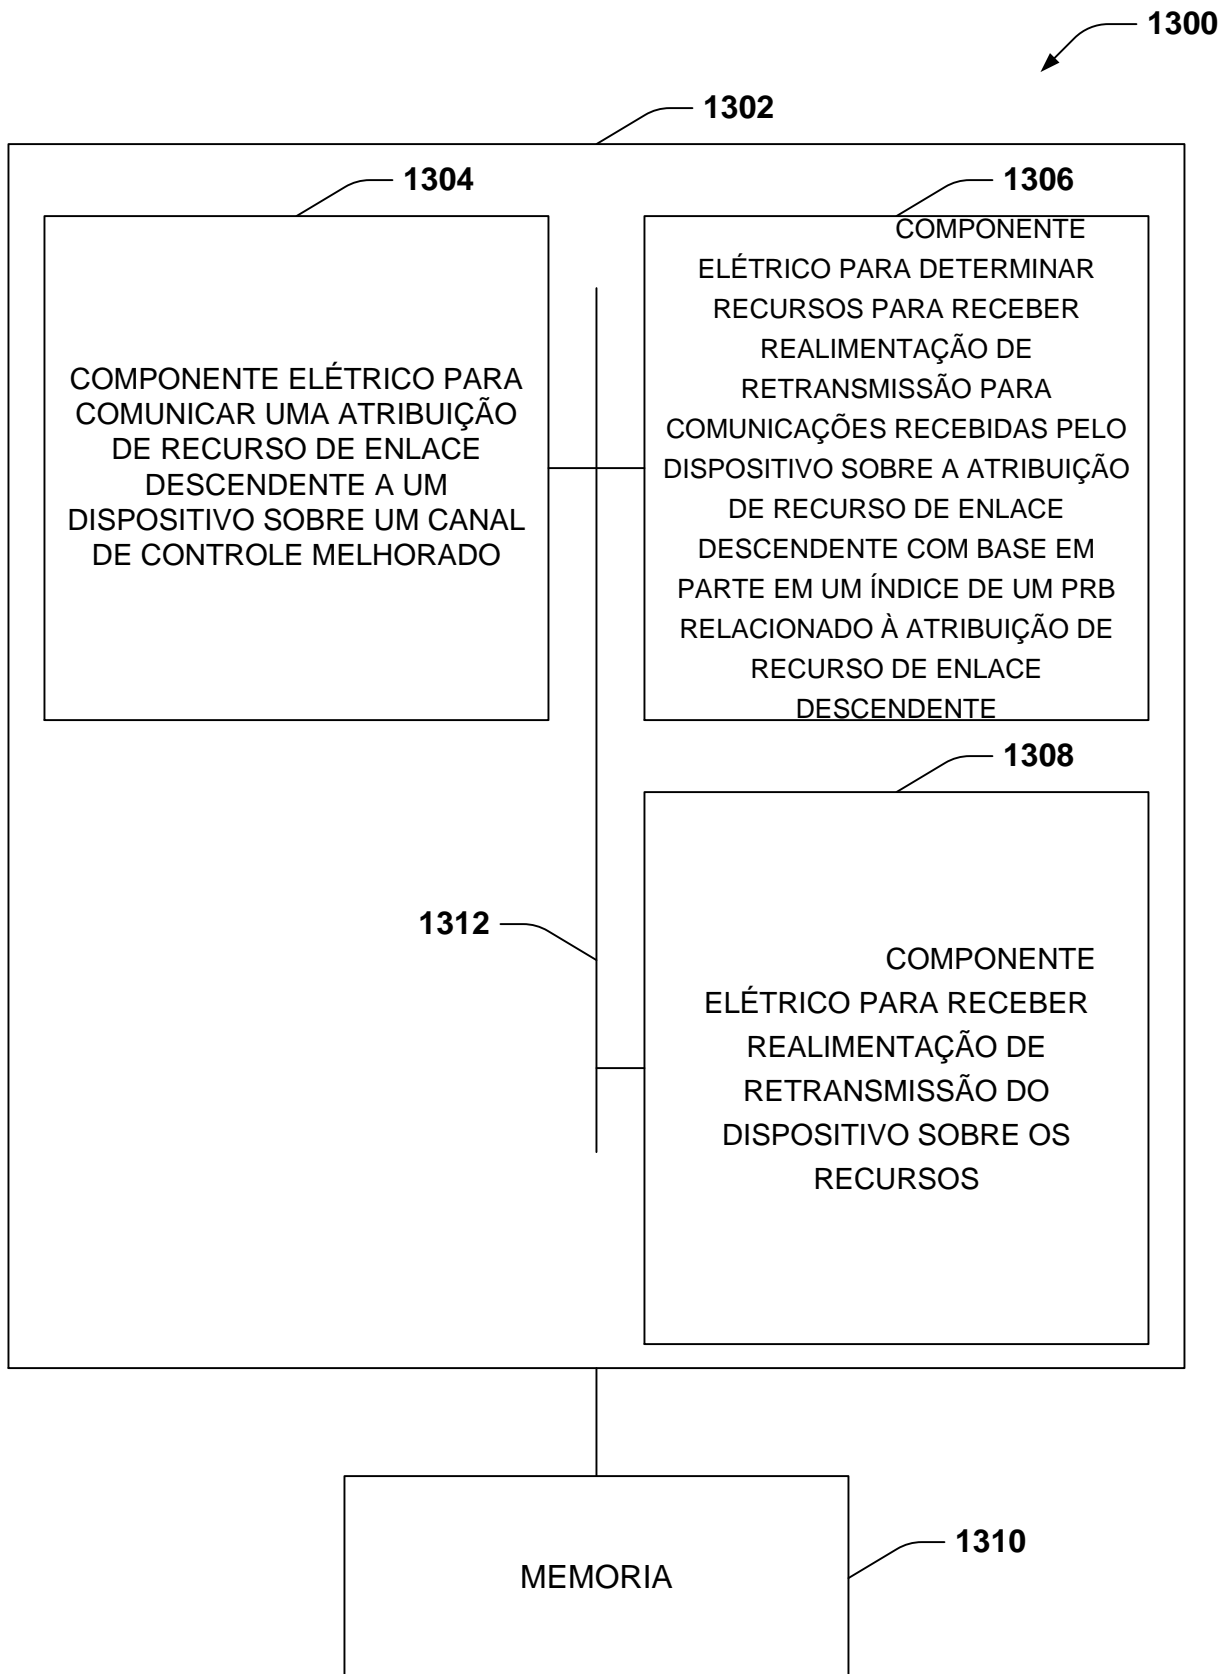 1300
1302
1304
1306
COMPONENTE ELÉTRICO PARA
COMUNICAR UMA ATRIBUIÇÃO
DE RECURSO DE ENLACE
DESCENDENTE A UM
DISPOSITIVO SOBRE UM CANAL
DE CONTROLE MELHORADO
COMPONENTE
ELÉTRICO PARA DETERMINAR
RECURSOS PARA RECEBER
REALIMENTAÇÃO DE
RETRANSMISSÃO PARA
COMUNICAÇÕES RECEBIDAS PELO
DISPOSITIVO SOBRE A ATRIBUIÇÃO
DE RECURSO DE ENLACE
DESCENDENTE COM BASE EM
PARTE EM UM ÍNDICE DE UM PRB
RELACIONADO À ATRIBUIÇÃO DE
RECURSO DE ENLACE
DESCENDENTE
1308
1312
COMPONENTE
ELÉTRICO PARA RECEBER
REALIMENTAÇÃO DE
RETRANSMISSÃO DO
DISPOSITIVO SOBRE OS
RECURSOS
1310
MEMORIA